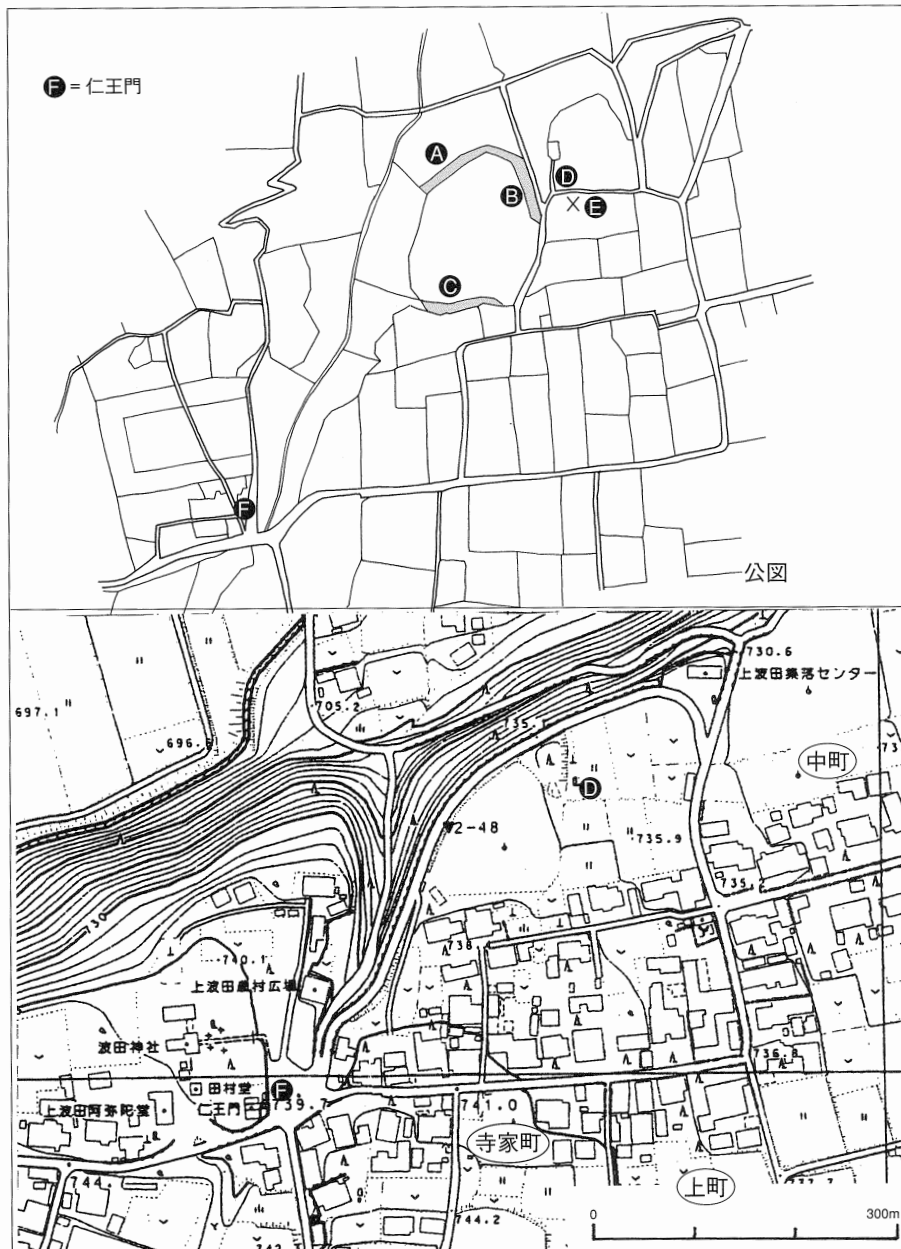 F = 仁王門
A
B
C
D
E
F
公図
730.6
上波田集落センター
697.1
705.2
735.
696.
中町
D
2-48
735.9
735.2
730
738
740.1
上波田農村広場
波田神社
736.8
F
田村堂
上波田阿弥陀堂
仁王門
739.7
741.0
寺家町
744.
上町
744.2
0
300m